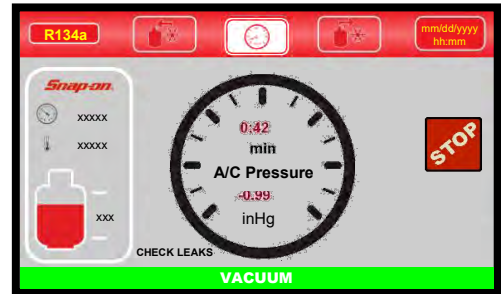 R134a
mm/dd/yyyy
hh:mm
Snap-on
xxxxx
xxxxx
xxx
0:42
min
A/C Pressure
-0.99
inHg
STOP
CHECK LEAKS
VACUUM